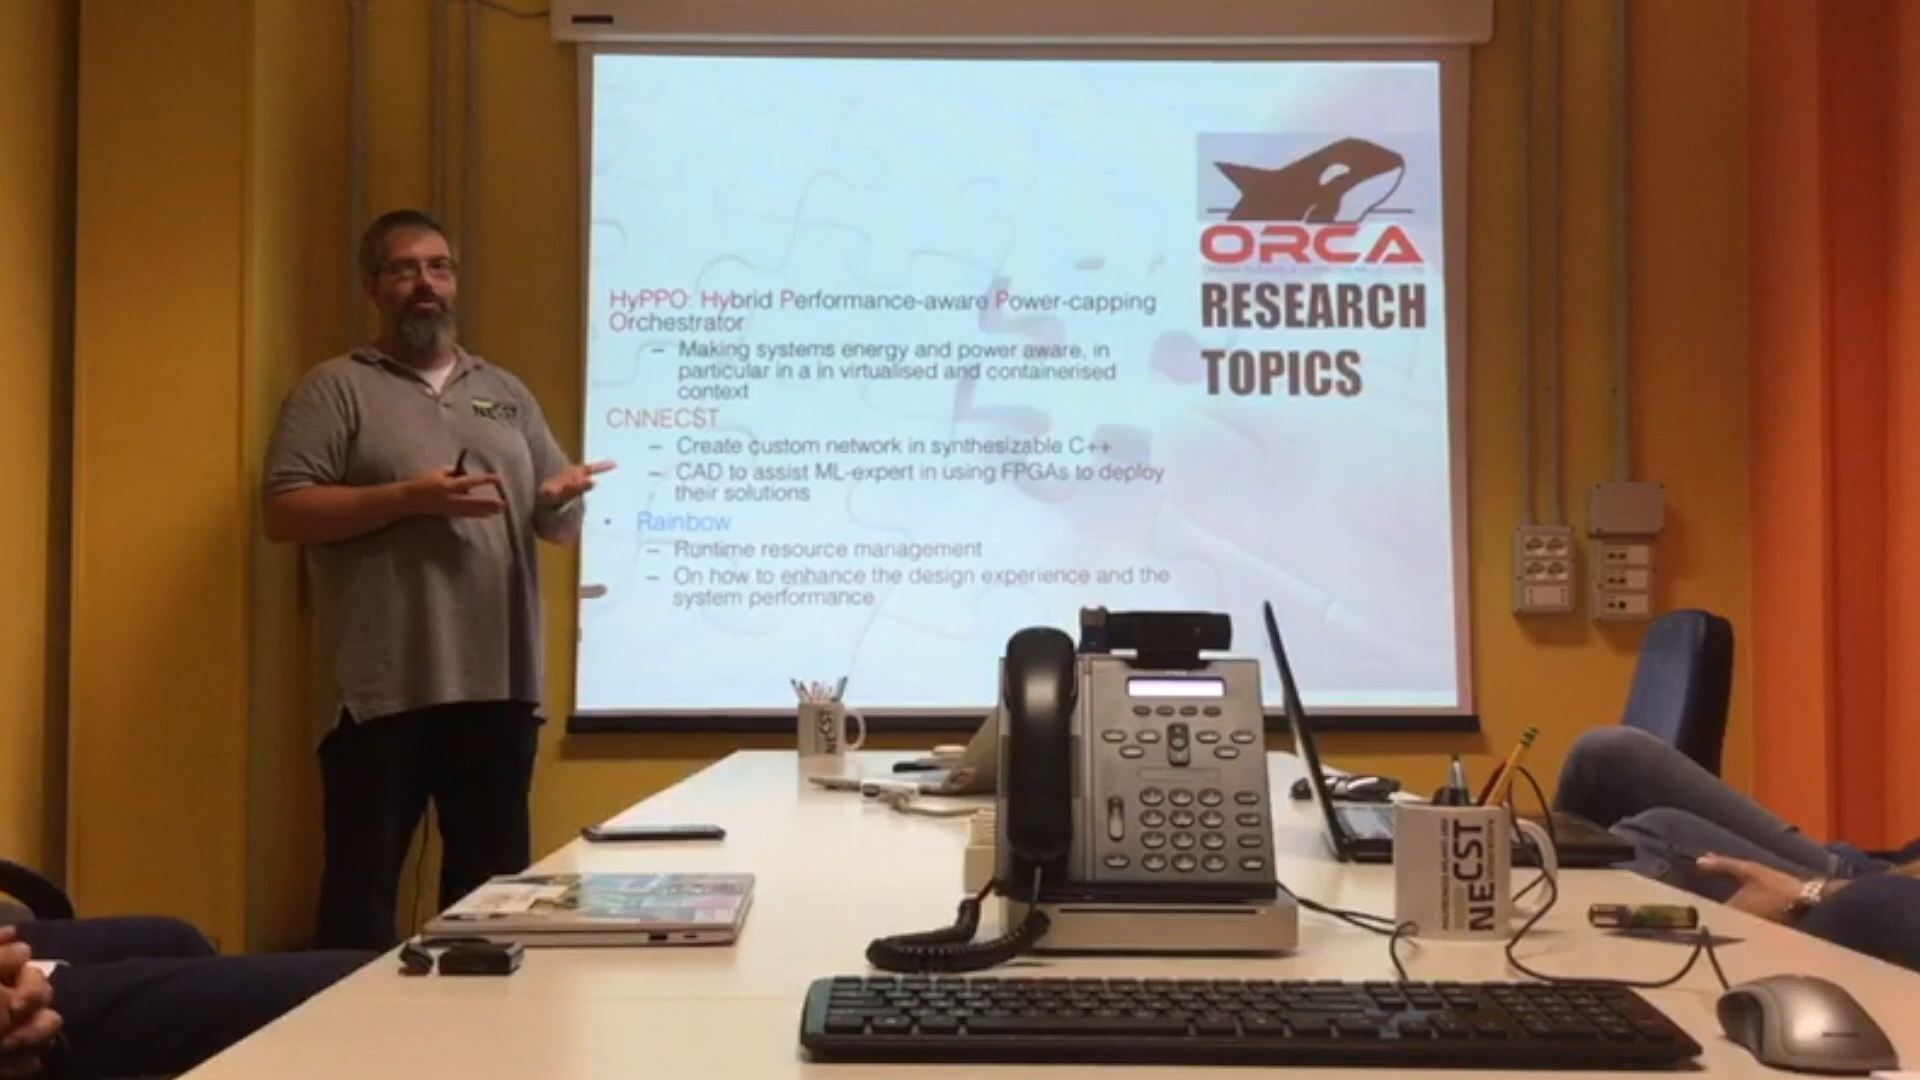 HyPPO: Hybrid Performance-aware Power-capping
Orchestrator
– Making systems energy and power aware, in
particular in a in virtualised and containerised
context
CNNECST
– Create custom network in synthesizable C++
– CAD to assist ML-expert in using FPGAs to deploy
their solutions
• Rainbow
– Runtime resource management
– On how to enhance the design experience and the
system performance
ORCA
RESEARCH
TOPICS
NECST
NECST
NECST
laboratory